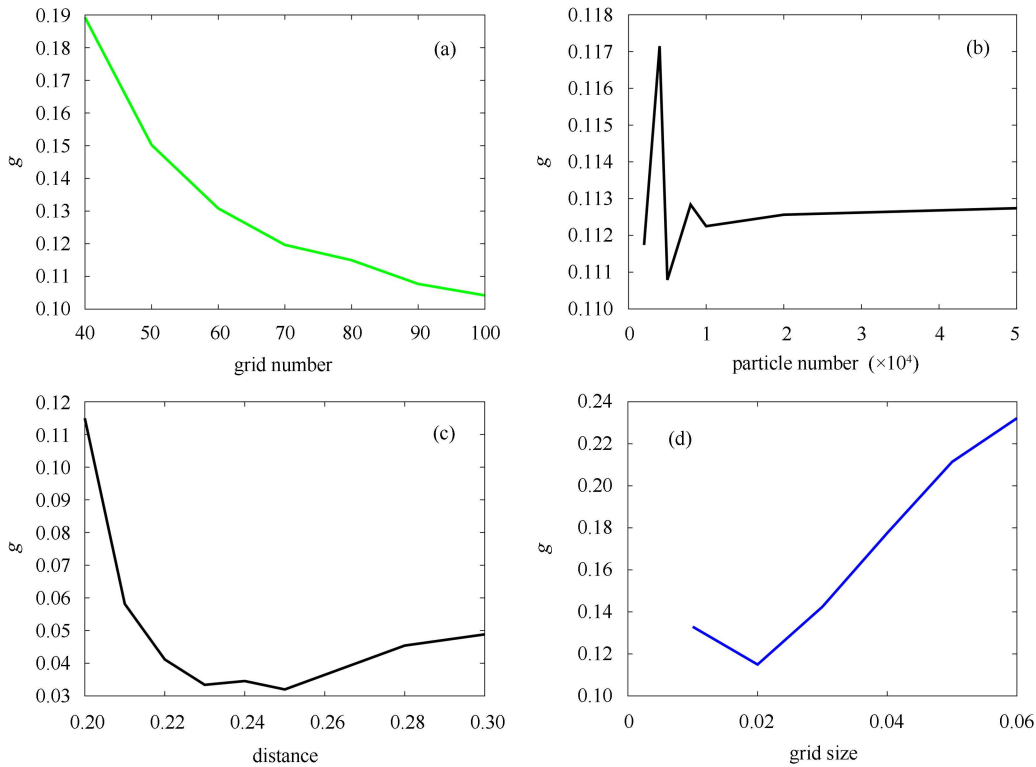 0.19
0.18
0.17
0.16
0.15
0.14
0.13
0.12
0.11
0.10
g
(a)
40 50 60 70 80 90 100
grid number
0.118
0.117
0.116
0.115
0.114
0.113
0.112
0.111
0.110
g
(b)
0 1 2 3 4 5
particle number (×10⁴)
0.12
0.11
0.10
0.09
0.08
0.07
0.06
0.05
0.04
0.03
g
(c)
0.20 0.22 0.24 0.26 0.28 0.30
distance
0.24
0.22
0.20
0.18
0.16
0.14
0.12
0.10
g
(d)
0 0.02 0.04 0.06
grid size